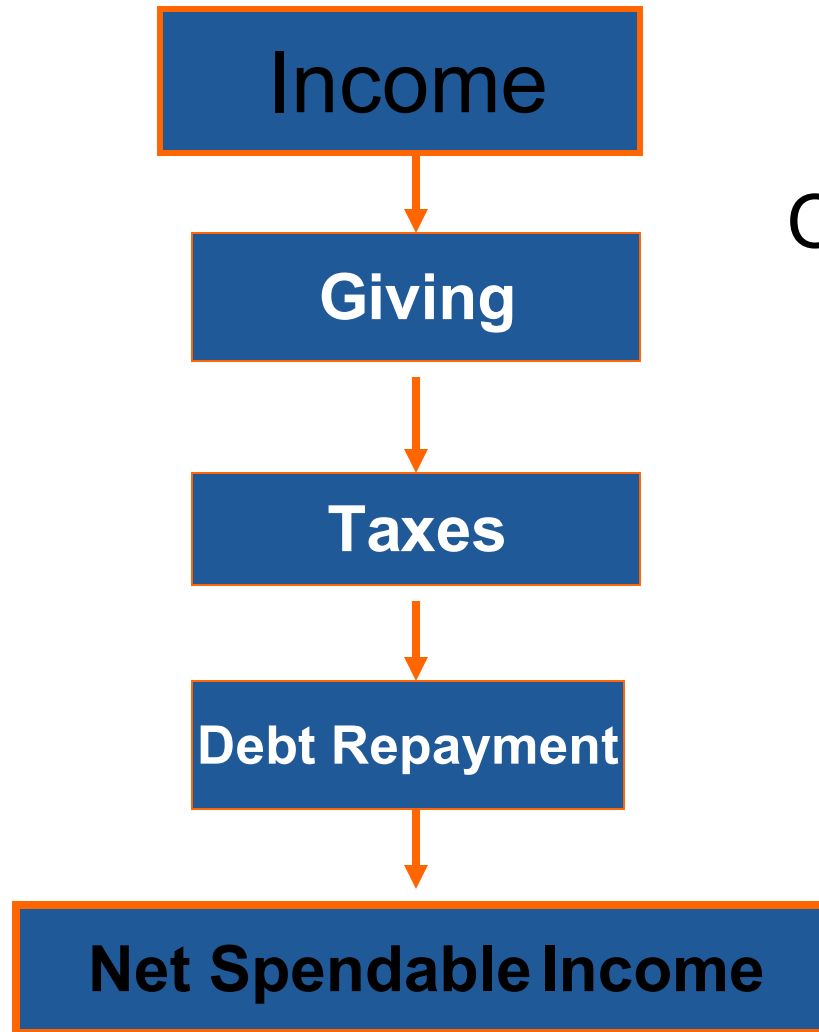 Income
C
Giving
Taxes
Debt Repayment
Net Spendable Income